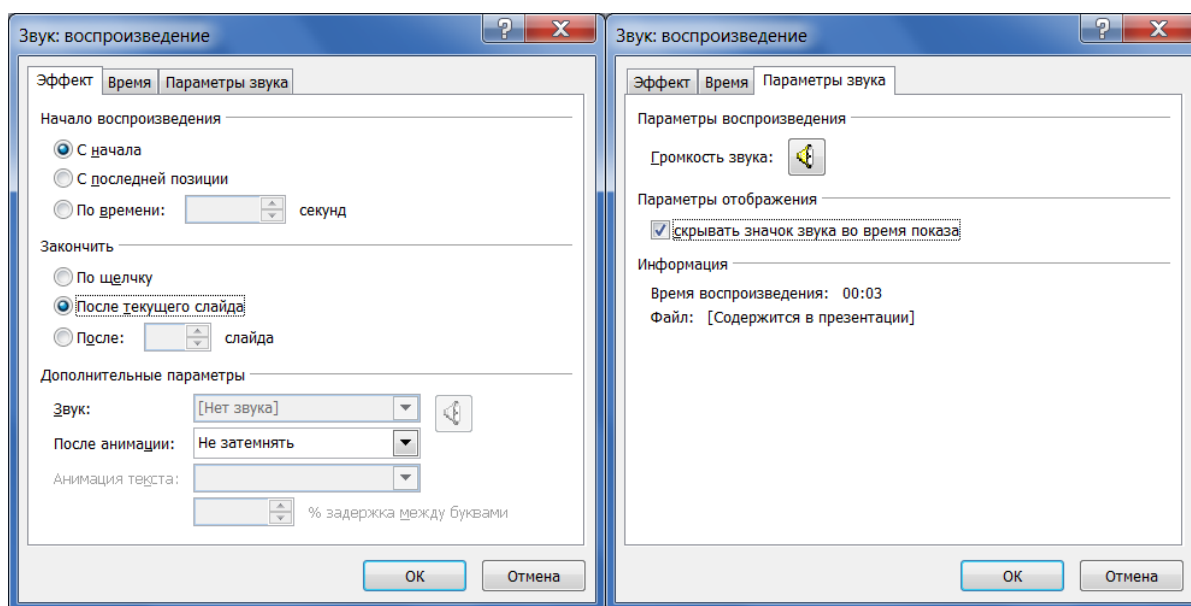 Звук: воспроизведение
Эффект Время Параметры звука
Начало воспроизведения
С начала
С последней позиции
По времени: секунд
Закончить
По щелчку
После текущего слайда
После: слайда
Дополнительные параметры
Звук: [Нет звука]
После анимации: Не затемнять
Анимация текста:
% задержка между буквами
ОК Отмена
Звук: воспроизведение
Эффект Время Параметры звука
Параметры воспроизведения
Громкость звука:
Параметры отображения
скрывать значок звука во время показа
Информация
Время воспроизведения: 00:03
Файл: [Содержится в презентации]
ОК Отмена